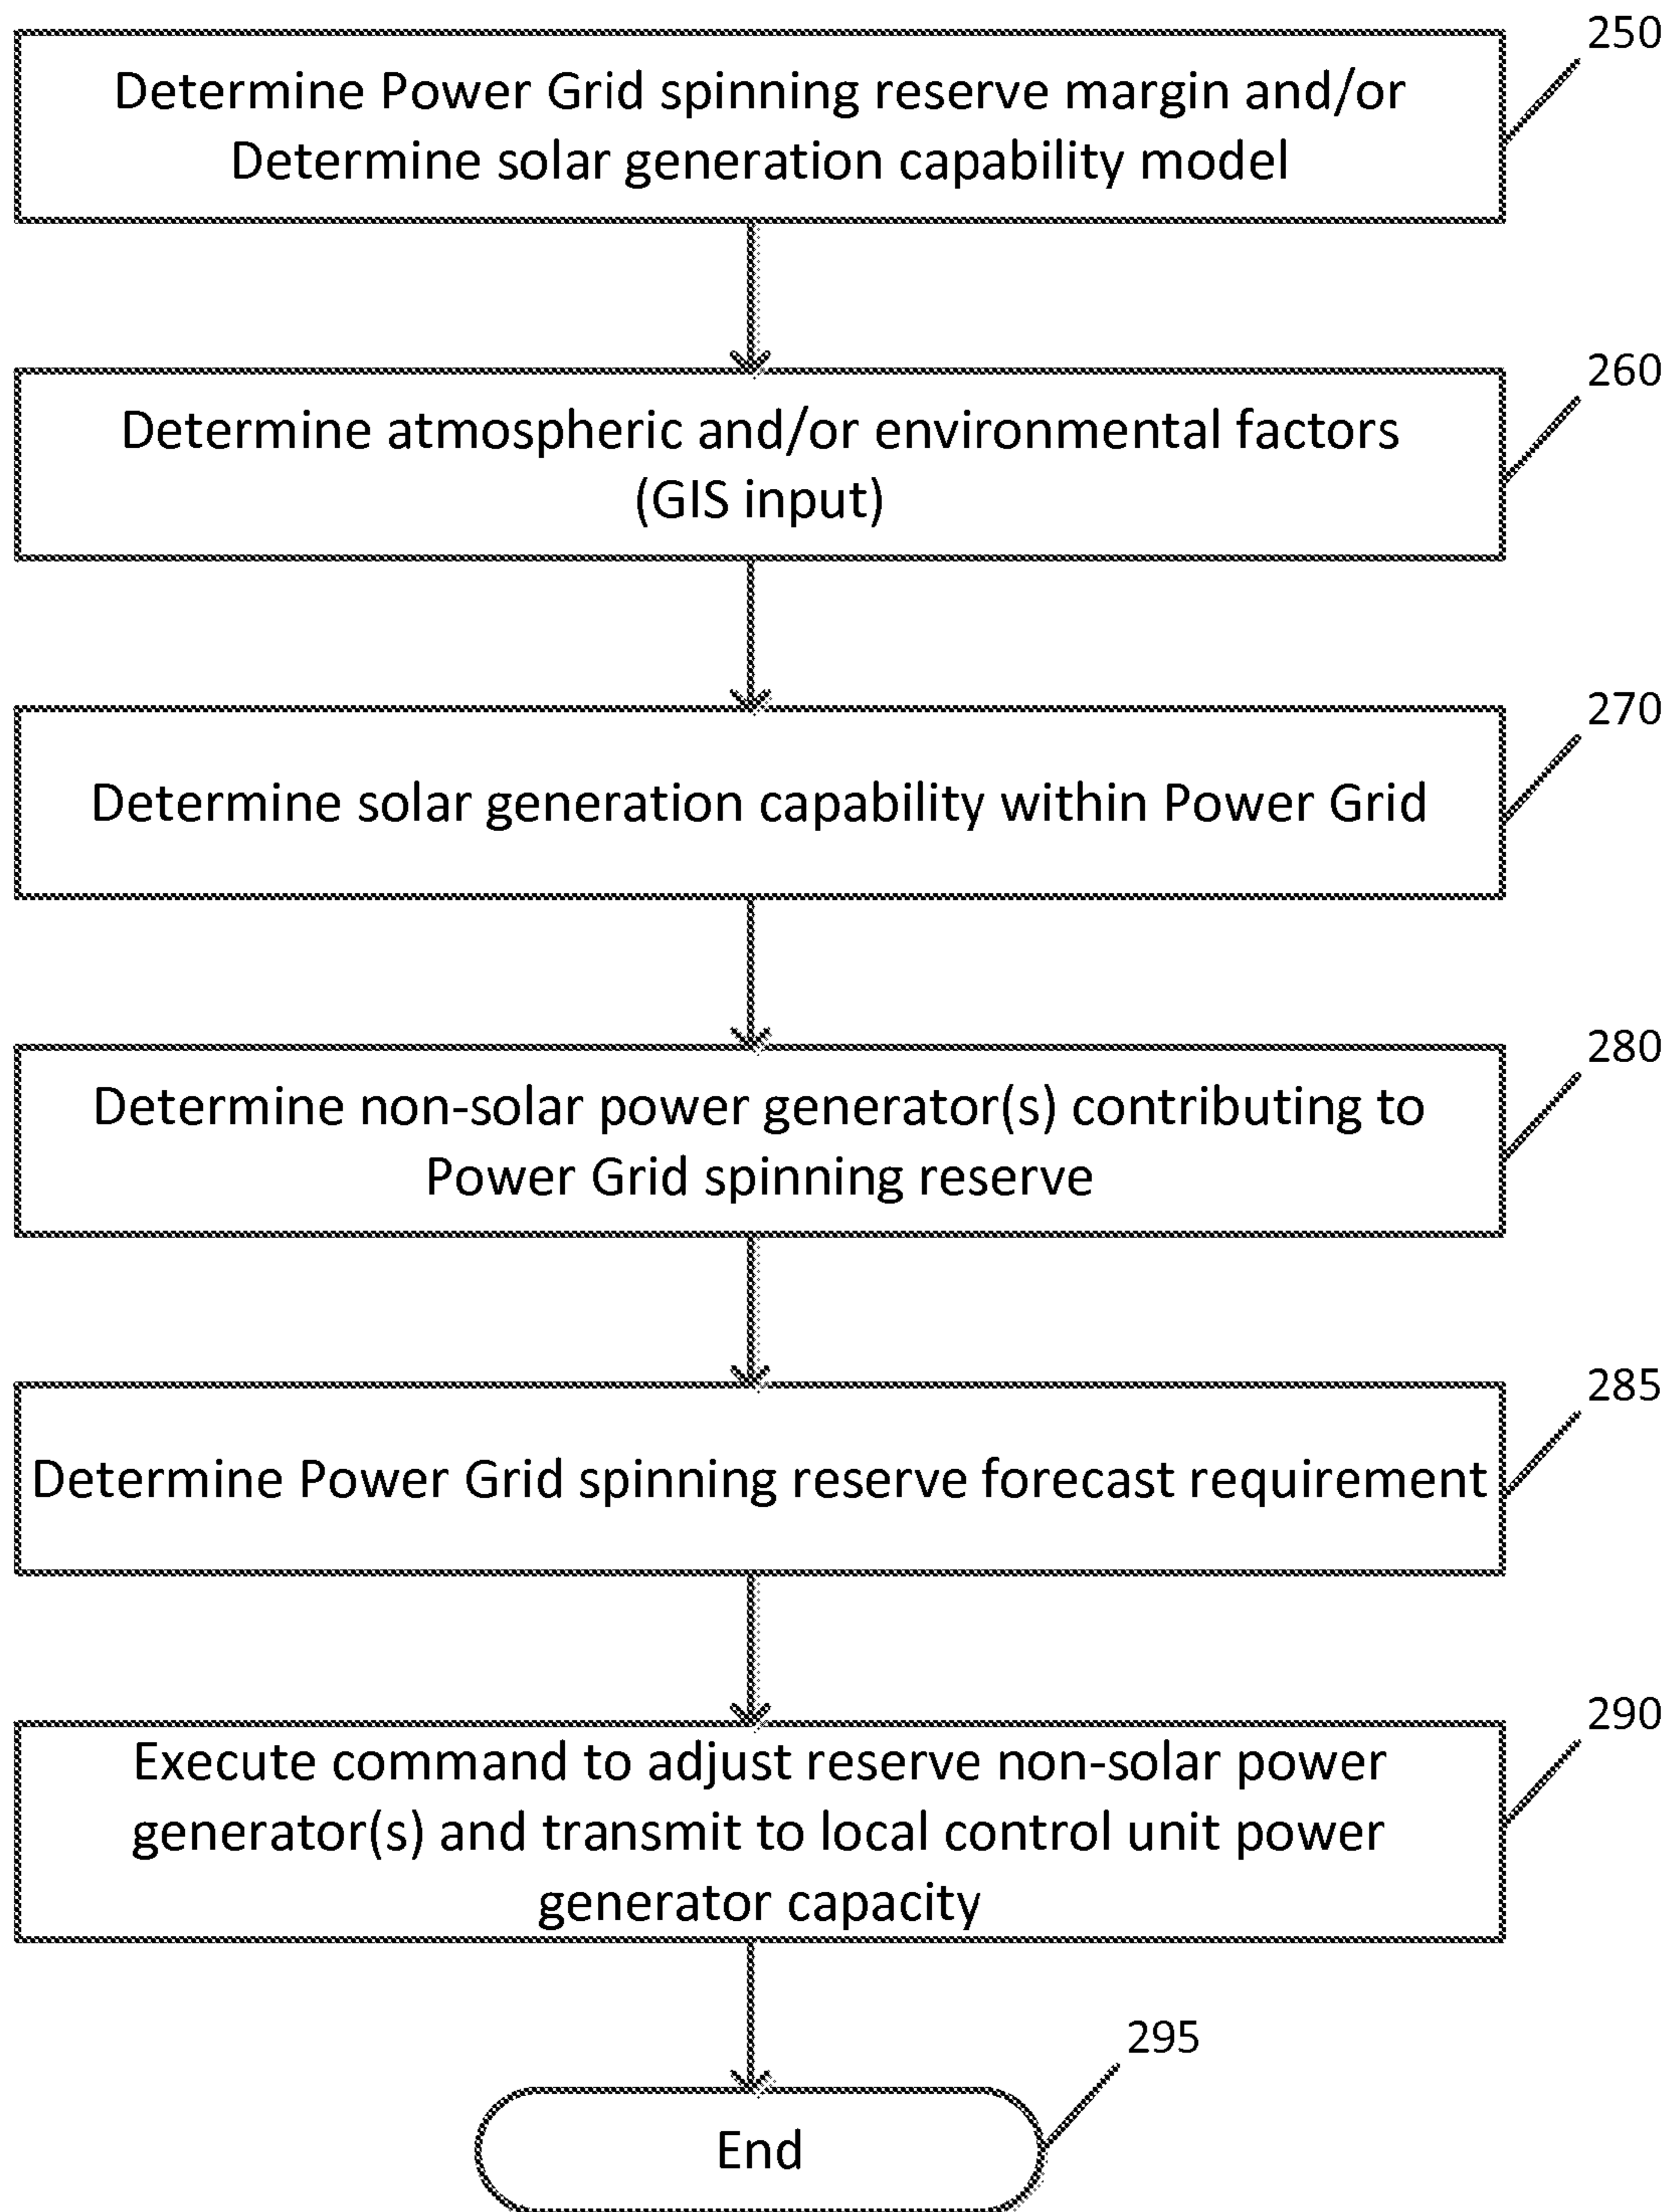 250
Determine Power Grid spinning reserve margin and/or
Determine solar generation capability model
260
Determine atmospheric and/or environmental factors
(GIS input)
270
Determine solar generation capability within Power Grid
280
Determine non-solar power generator(s) contributing to
Power Grid spinning reserve
285
Determine Power Grid spinning reserve forecast requirement
290
Execute command to adjust reserve non-solar power
generator(s) and transmit to local control unit power
generator capacity
295
End